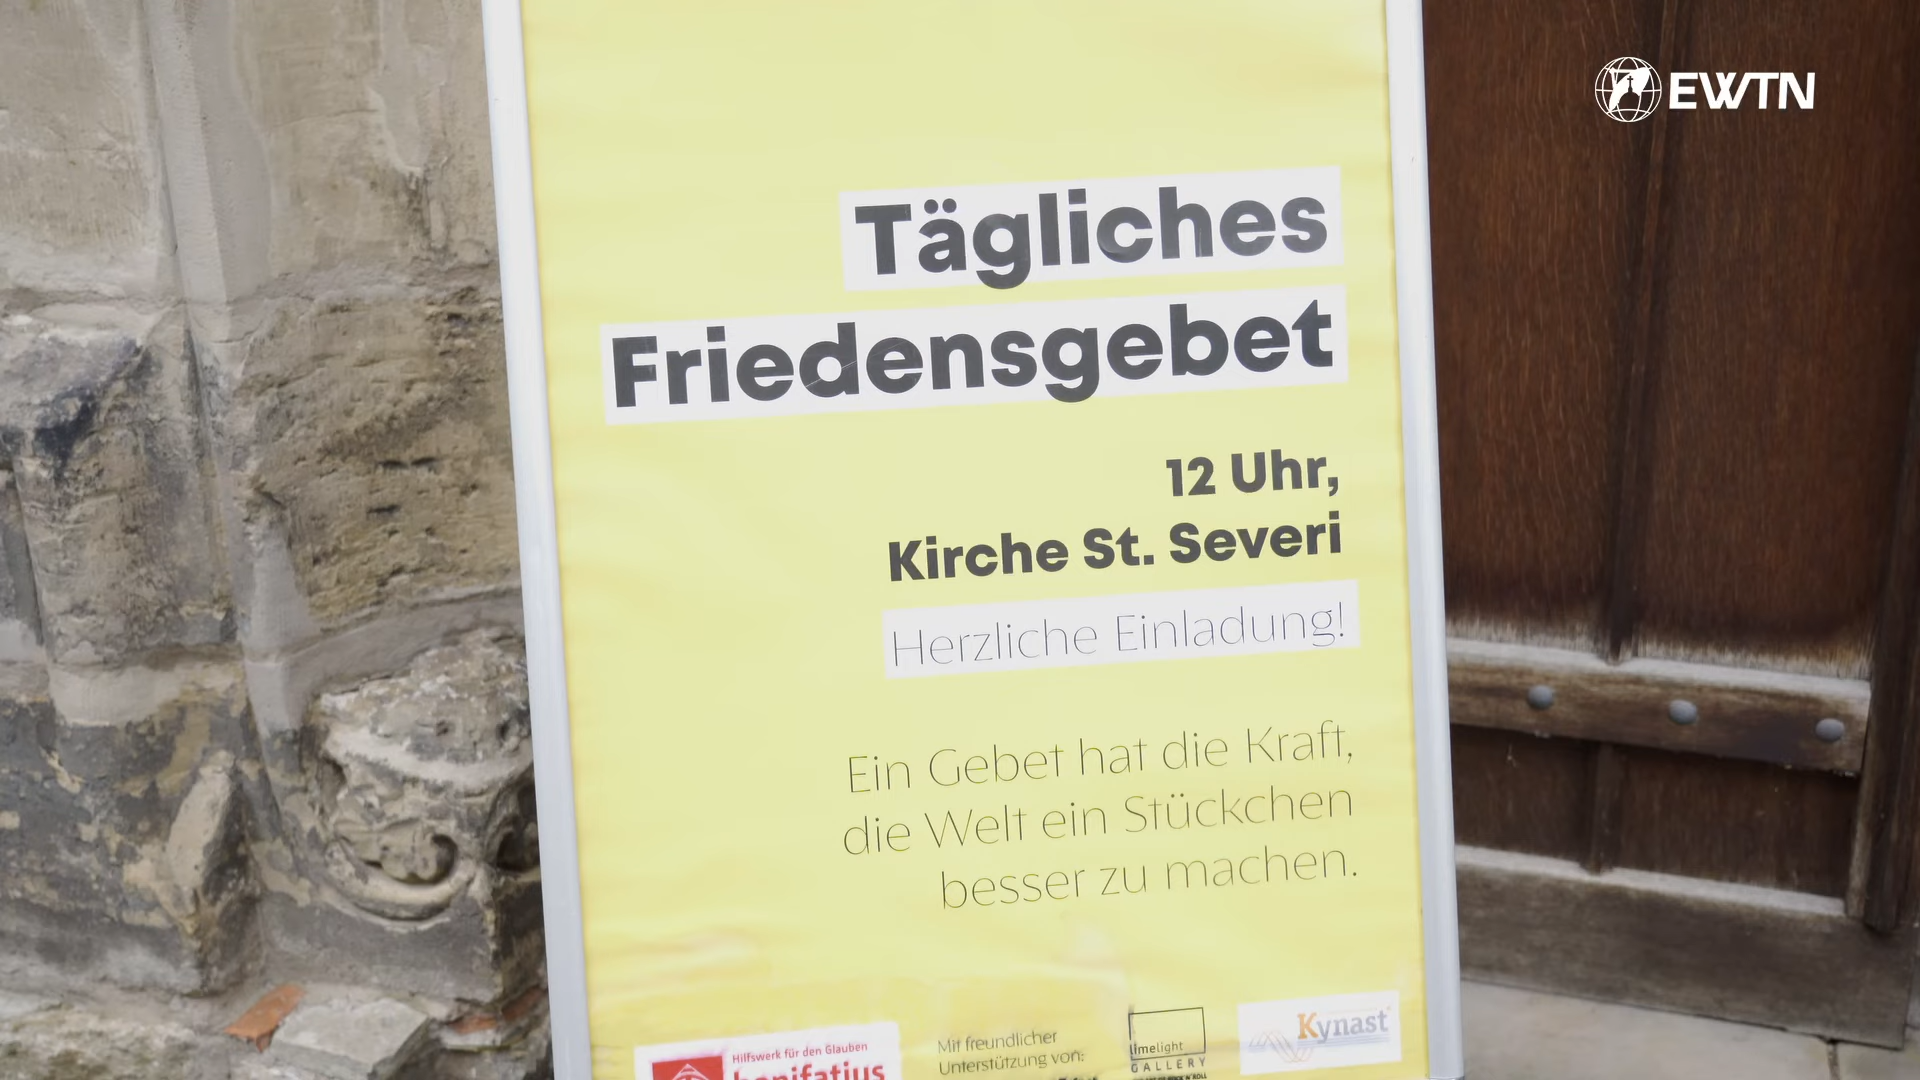 EWTN
Tägliches
Friedensgebet
12 Uhr,
Kirche St. Severi
Herzliche Einladung!
Ein Gebet hat die Kraft,
die Welt ein Stückchen
besser zu machen.
Hilfswerk für den Glauben
bonifatius
Mit freundlicher
Unterstützung von:
limelight
GALLERY
Kynast